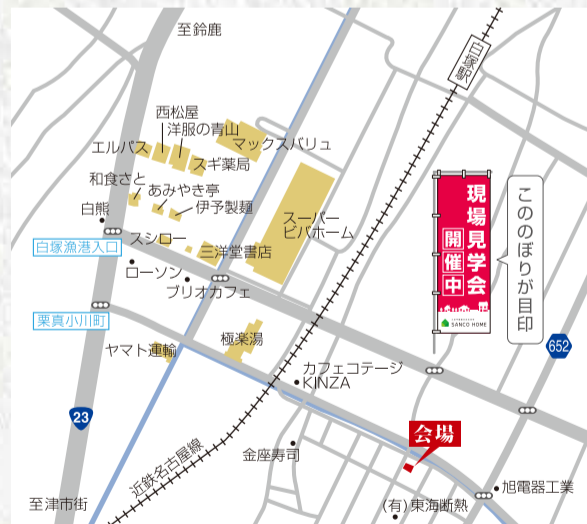 至鈴鹿
白塚駅
西松屋
洋服の青山
エルパス
マックスバリュ
スギ薬局
和食さと
あみやき亭
伊予製麺
白熊
スーパー
ビバホーム
スシロー
三洋堂書店
白塚漁港入口
ローソン
ブリオカフェ
現場見学会
開催中
SANCO HOME
こののぼりが目印
栗真小川町
極楽湯
ヤマト運輸
652
カフェコテージ
KINZA
23
会場
近鉄名古屋線
金座寿司
旭電器工業
至津市街
(有)東海断熱